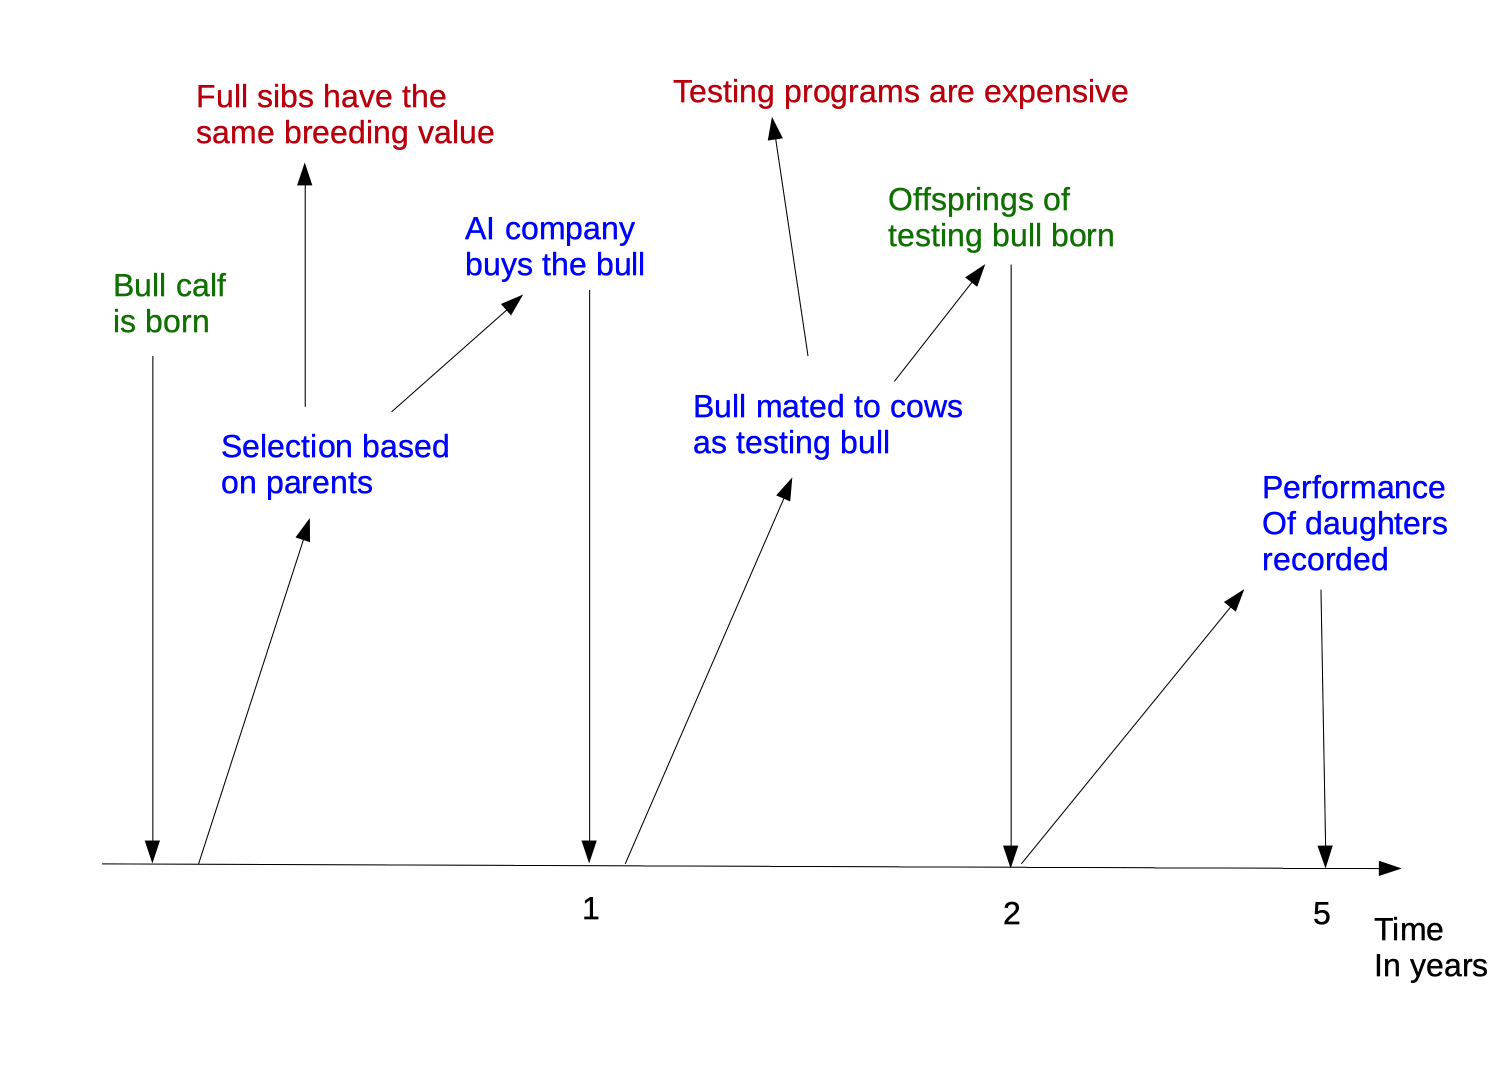 Full sibs have the
same breeding value
Testing programs are expensive
Offsprings of
testing bull born
AI company
buys the bull
Bull calf
is born
Bull mated to cows
as testing bull
Selection based
on parents
Performance
Of daughters
recorded
1
2
5
Time
In years